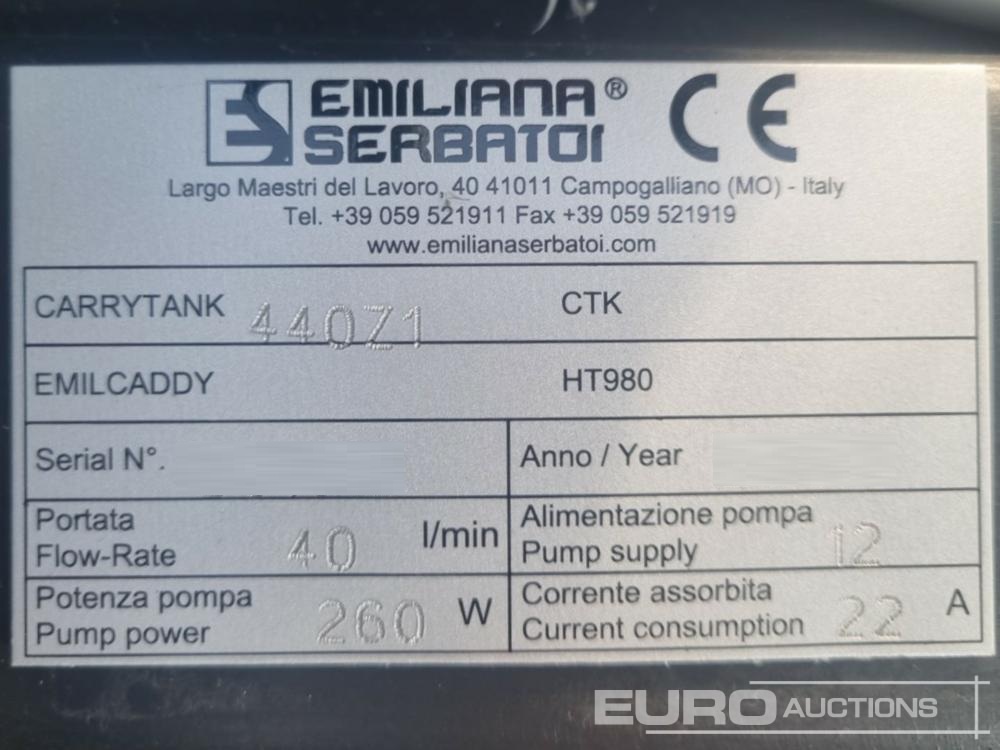 ES EMILIANA®
SERBATOI CE
Largo Maestri del Lavoro, 40 41011 Campogalliano (MO) - Italy
Tel. +39 059 521911 Fax +39 059 521919
www.emilianaserbatoi.com
CARRYTANK 440Z1 CTK
EMILCADDY HT980
Serial N°. Anno / Year
Portata
Flow-Rate 40 l/min
Alimentazione pompa
Pump supply 12
Potenza pompa
Pump power 260 W
Corrente assorbita
Current consumption 22 A
EURO AUCTIONS